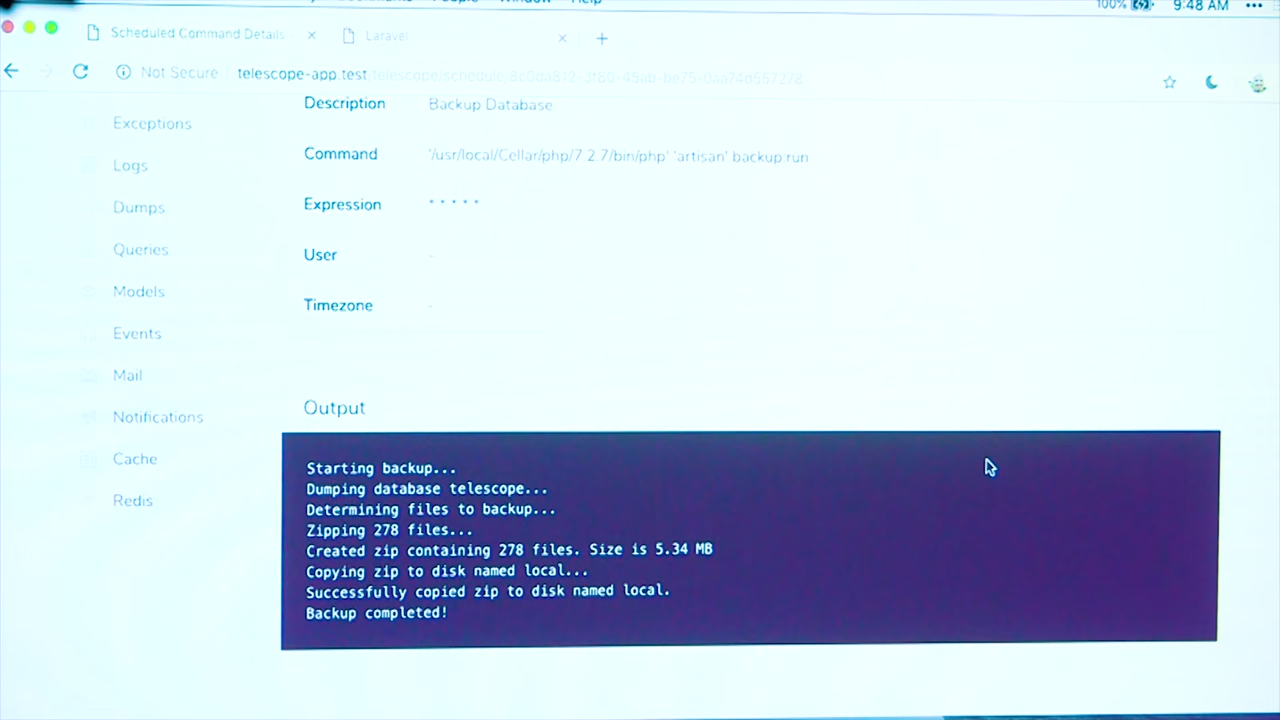 Window Help
100% 9:48 AM
Scheduled Command Details
Laravel
Not Secure telescope-app.test
Description Backup Database
Exceptions
Command '/usr/local/Cellar/php/7.2.7/bin/php' 'artisan' backup:run
Logs
Expression * * * * *
Dumps
Queries
User -
Models
Timezone -
Events
Mail
Output
Notifications
Cache
Redis
Starting backup...
Dumping database telescope...
Determining files to backup...
Zipping 278 files...
Created zip containing 278 files. Size is 5.34 MB
Copying zip to disk named local...
Successfully copied zip to disk named local.
Backup completed!